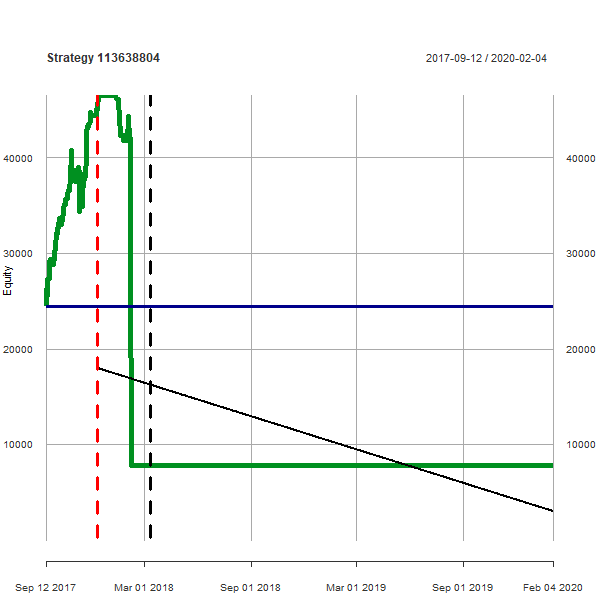 Strategy 113638804
2017-09-12 / 2020-02-04
40000
40000
30000
30000
Equity
20000
20000
10000
10000
Sep 12 2017
Mar 01 2018
Sep 01 2018
Mar 01 2019
Sep 01 2019
Feb 04 2020